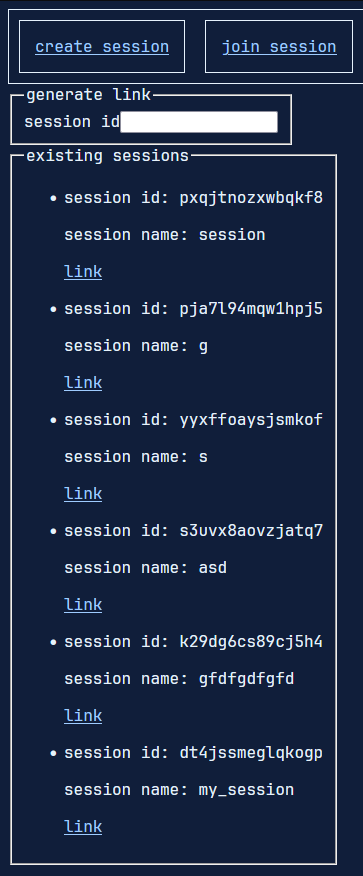 create session join session
generate link
session id
existing sessions
session id: pxqjtnozxwbqkf8
session name: session
link
session id: pja7l94mqw1hpj5
session name: g
link
session id: yyxffoaysjsmkof
session name: s
link
session id: s3uvx8aovzjatq7
session name: asd
link
session id: k29dg6cs89cj5h4
session name: gfdfgdfgfd
link
session id: dt4jssmeglqkogp
session name: my_session
link